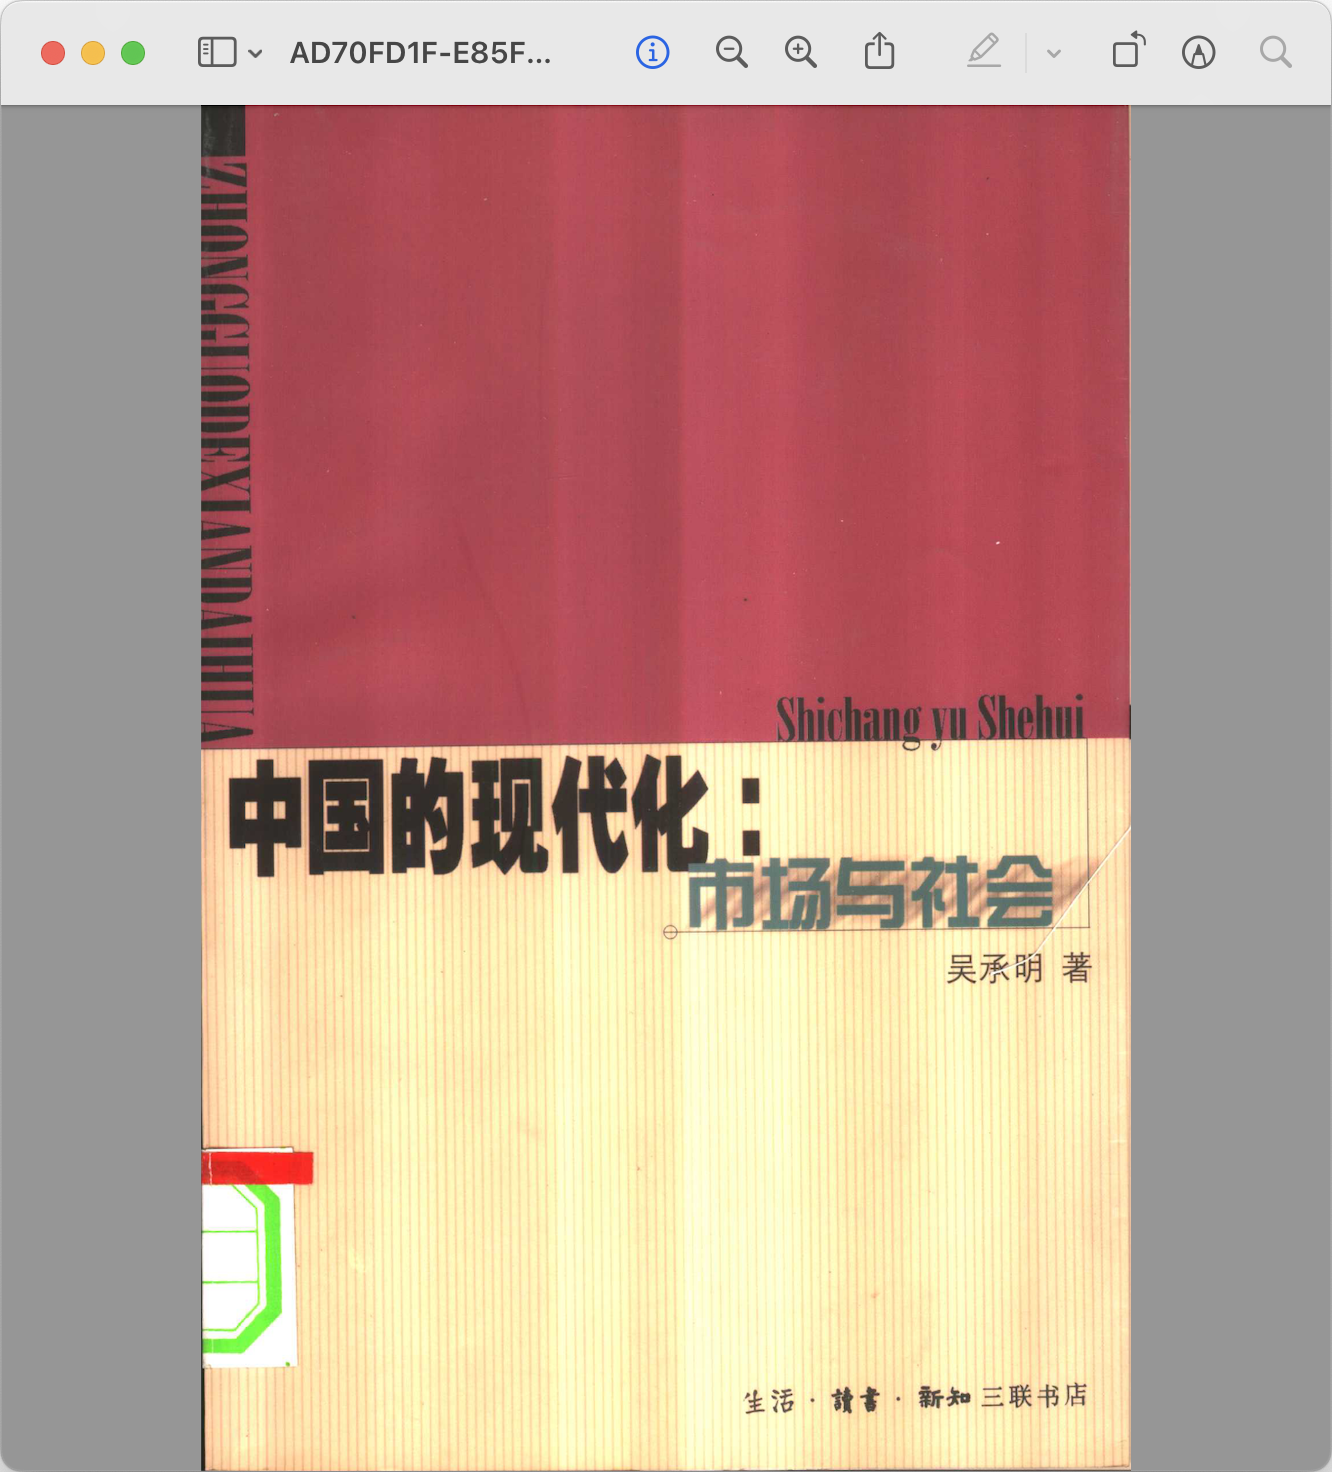 AD70FD1F-E85F...
ZHONGGUODEXIANDAIHUA
Shichang yu Shehui
中国的现代化：
市场与社会
吴承明 著
生活·讀書·新知三联书店